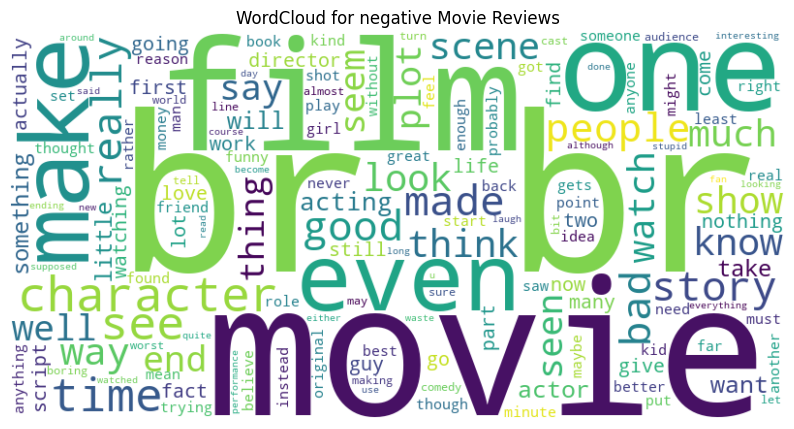 WordCloud for negative Movie Reviews
around said reason going book kind turn someone audience cast interesting
actually set first director shot without got come
make really say seem plot scene find anyone done might right
film one
day almost play feel enough probably
line world man money rather girl will work
people much least
something thought little watching course funny great life never back
br br
although stupid real
show nothing know take
tell love friend become lot read thing
look acting good still made think start laugh long
gets point two bit idea watch bad
fan looking
ending new supposed found
character see even
role may u sure saw now many part seen
story need everything must
movie
well way end time
anything script boring worst quite watched mean fact trying
performance believe instead either original waste
best guy making use comedy though go minute
maybe actor give kid better put far want another let